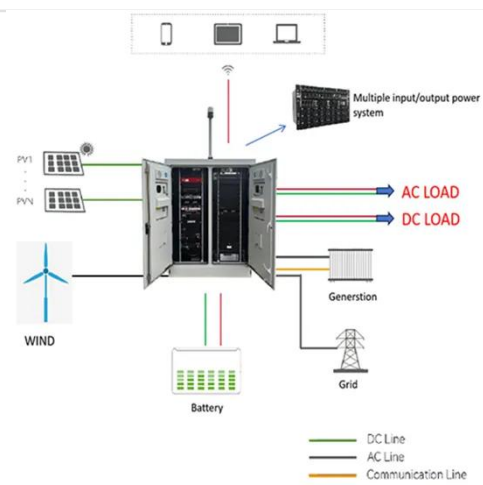 Multiple input/output power
system
PV1
PVN
AC LOAD
DC LOAD
WIND
Generstion
Battery
Grid
DC Line
AC Line
Communication Line